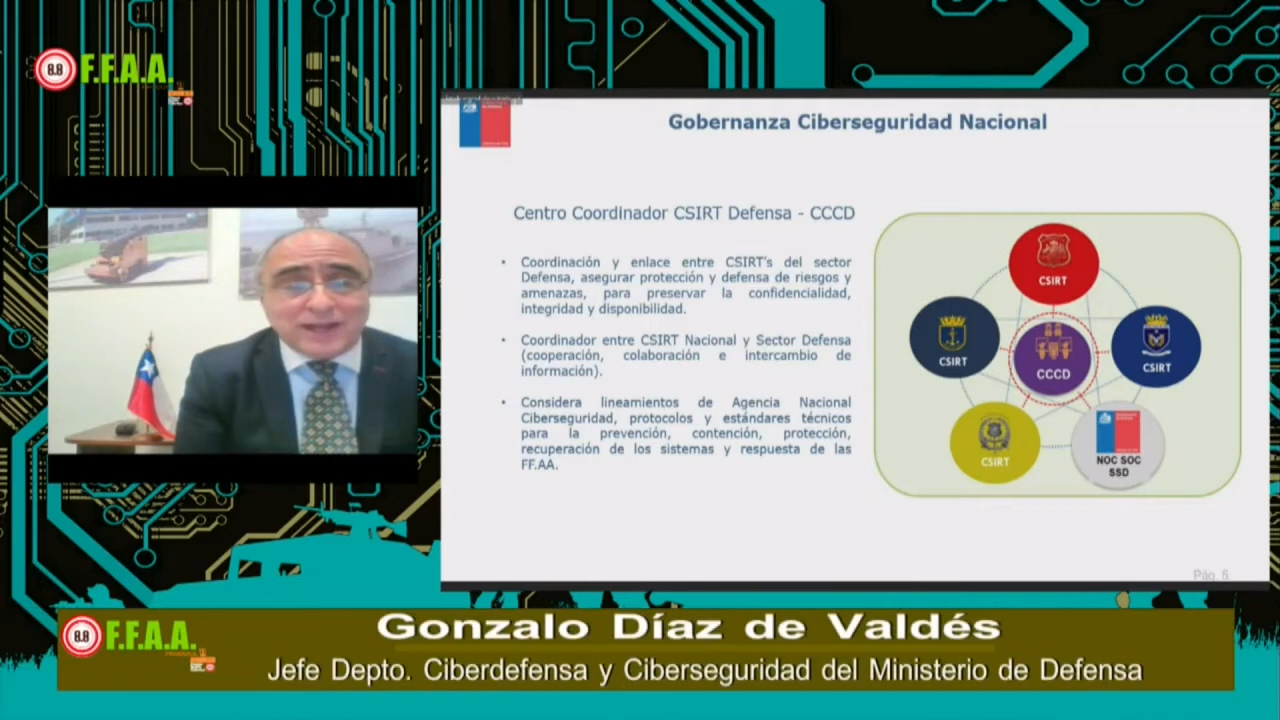 8.8 F.F.A.A.
Gobernanza Ciberseguridad Nacional
Centro Coordinador CSIRT Defensa - CCCD
• Coordinación y enlace entre CSIRT's del sector
Defensa, asegurar protección y defensa de riesgos y
amenazas, para preservar la confidencialidad,
integridad y disponibilidad.
• Coordinador entre CSIRT Nacional y Sector Defensa
(cooperación, colaboración e intercambio de
información).
• Considera lineamientos de Agencia Nacional
Ciberseguridad, protocolos y estándares técnicos
para la prevención, contención, protección,
recuperación de los sistemas y respuesta de las
FF.AA.
CSIRT
CSIRT
CCCD
CSIRT
CSIRT
NOC SOC
SSD
Pág. 5
8.8 F.F.A.A.
Gonzalo Díaz de Valdés
Jefe Depto. Ciberdefensa y Ciberseguridad del Ministerio de Defensa